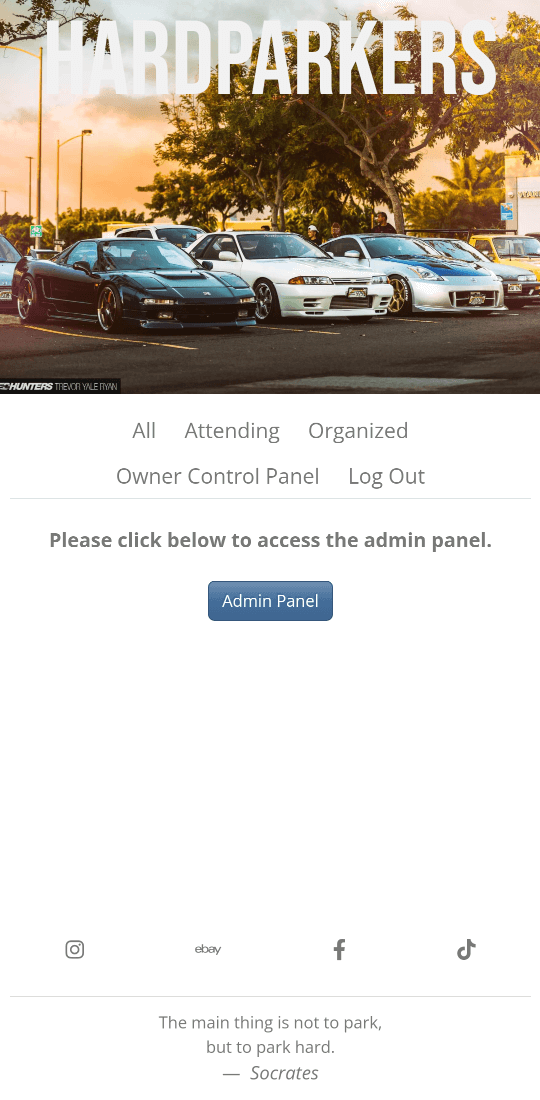 HARDPARKERS
HUNTERS TREVOR YALE RYAN
All Attending Organized
Owner Control Panel Log Out
Please click below to access the admin panel.
Admin Panel
ebay
The main thing is not to park,
but to park hard.
— Socrates